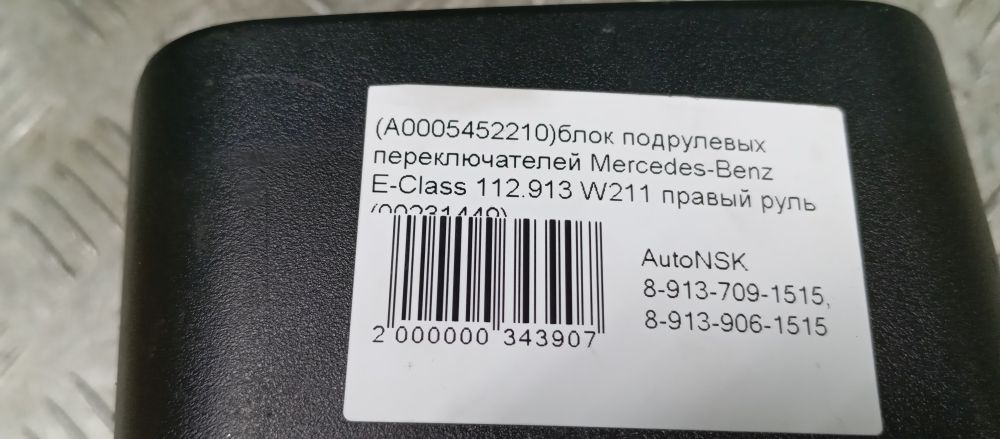 (A0005452210)блок подрулевых
переключателей Mercedes-Benz
E-Class 112.913 W211 правый руль
(00231449)
AutoNSK
8-913-709-1515,
8-913-906-1515
2 000000 343907